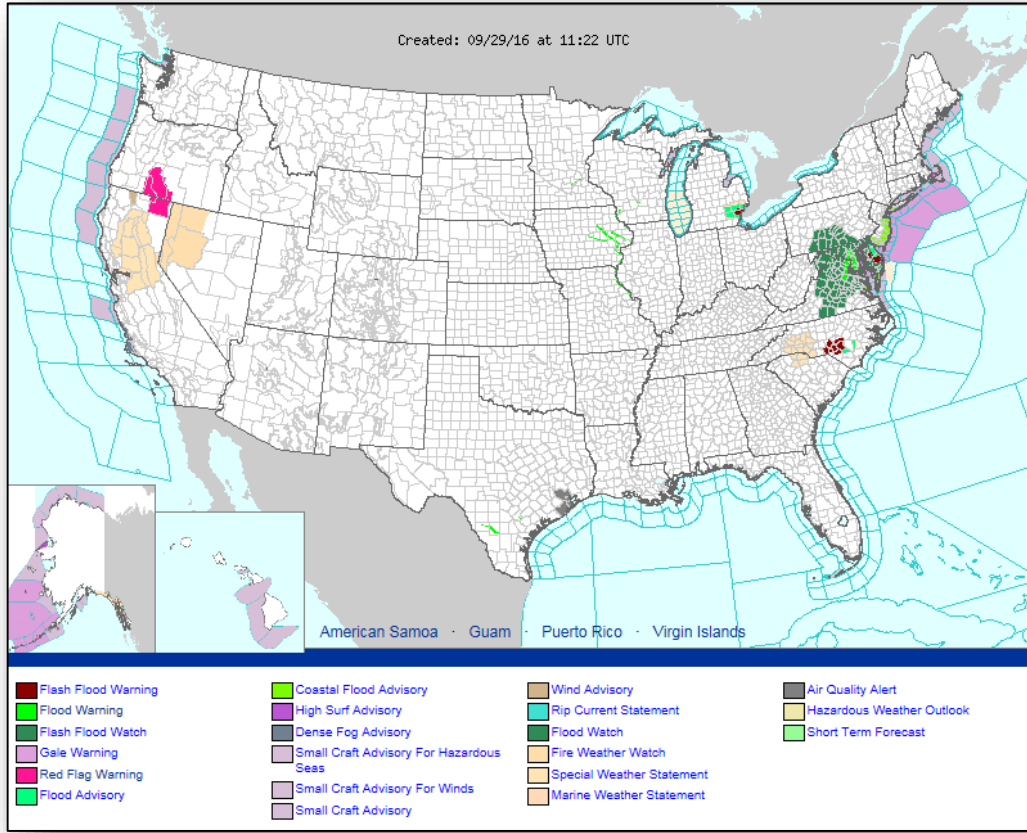 Created: 09/29/16 at 11:22 UTC
American Samoa · Guam · Puerto Rico · Virgin Islands
Flash Flood Warning
Flood Warning
Flash Flood Watch
Gale Warning
Red Flag Warning
Flood Advisory
Coastal Flood Advisory
High Surf Advisory
Dense Fog Advisory
Small Craft Advisory For Hazardous
Seas
Small Craft Advisory For Winds
Small Craft Advisory
Wind Advisory
Rip Current Statement
Flood Watch
Fire Weather Watch
Special Weather Statement
Marine Weather Statement
Air Quality Alert
Hazardous Weather Outlook
Short Term Forecast